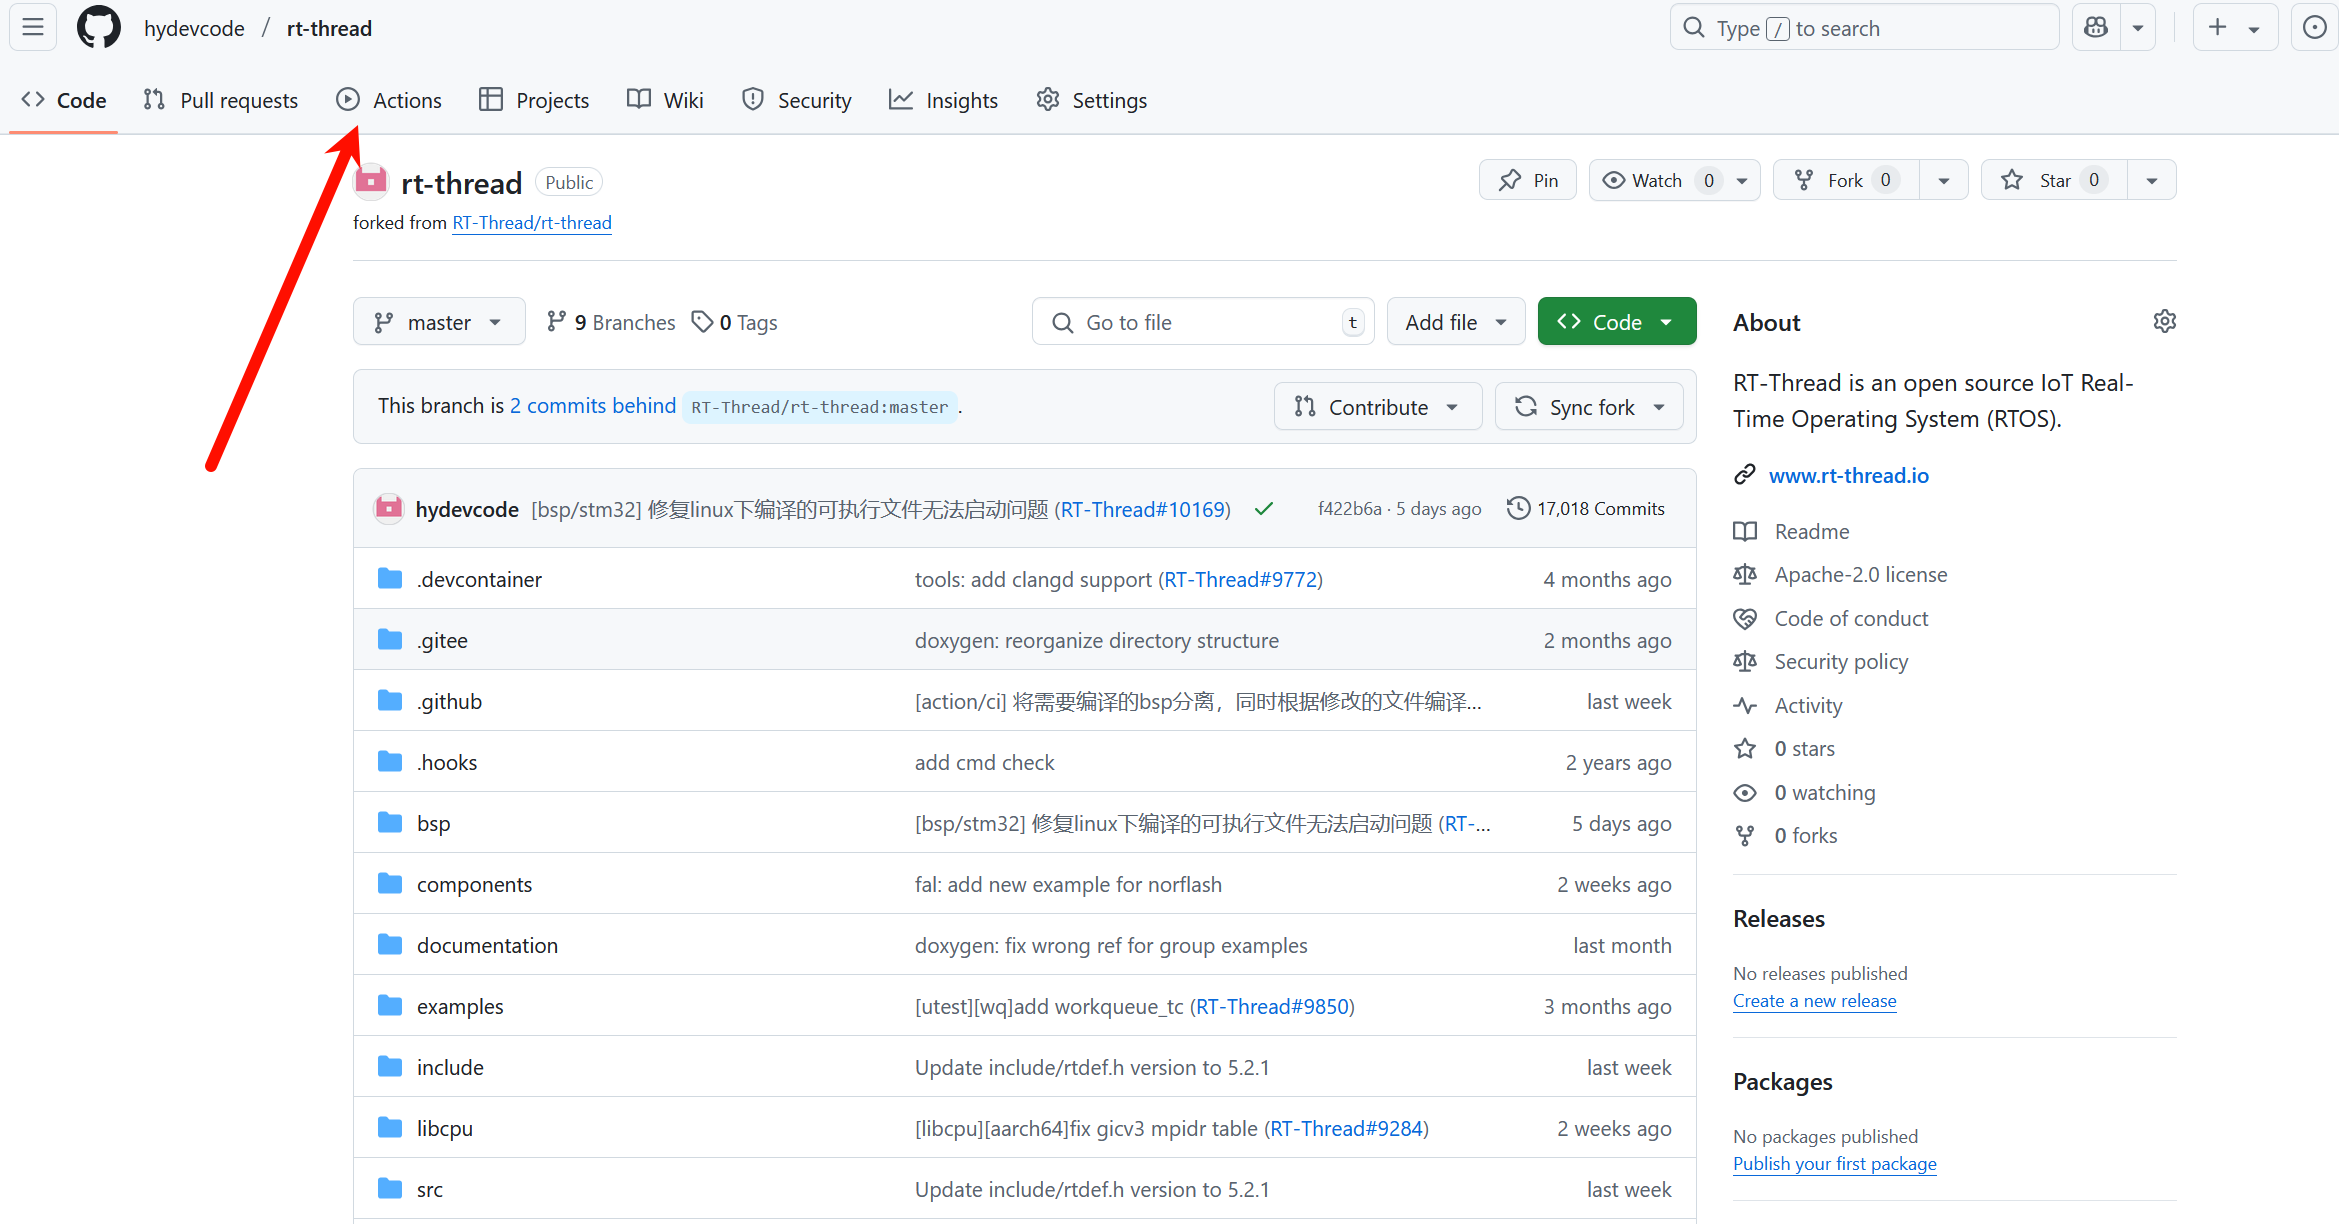 hydevcode / rt-thread
Type / to search
Code Pull requests Actions Projects Wiki Security Insights Settings
rt-thread Public
Pin Watch 0 Fork 0 Star 0
forked from RT-Thread/rt-thread
master 9 Branches 0 Tags Go to file t Add file Code
This branch is 2 commits behind RT-Thread/rt-thread:master . Contribute Sync fork
hydevcode [bsp/stm32] 修复linux下编译的可执行文件无法启动问题 (RT-Thread#10169) f422b6a · 5 days ago 17,018 Commits
.devcontainer tools: add clangd support (RT-Thread#9772) 4 months ago
.gitee doxygen: reorganize directory structure 2 months ago
.github [action/ci] 将需要编译的bsp分离，同时根据修改的文件编译... last week
.hooks add cmd check 2 years ago
bsp [bsp/stm32] 修复linux下编译的可执行文件无法启动问题 (RT-... 5 days ago
components fal: add new example for norflash 2 weeks ago
documentation doxygen: fix wrong ref for group examples last month
examples [utest][wq]add workqueue_tc (RT-Thread#9850) 3 months ago
include Update include/rtdef.h version to 5.2.1 last week
libcpu [libcpu][aarch64]fix gicv3 mpidr table (RT-Thread#9284) 2 weeks ago
src Update include/rtdef.h version to 5.2.1 last week
About
RT-Thread is an open source IoT Real-
Time Operating System (RTOS).
www.rt-thread.io
Readme
Apache-2.0 license
Code of conduct
Security policy
Activity
0 stars
0 watching
0 forks
Releases
No releases published
Create a new release
Packages
No packages published
Publish your first package